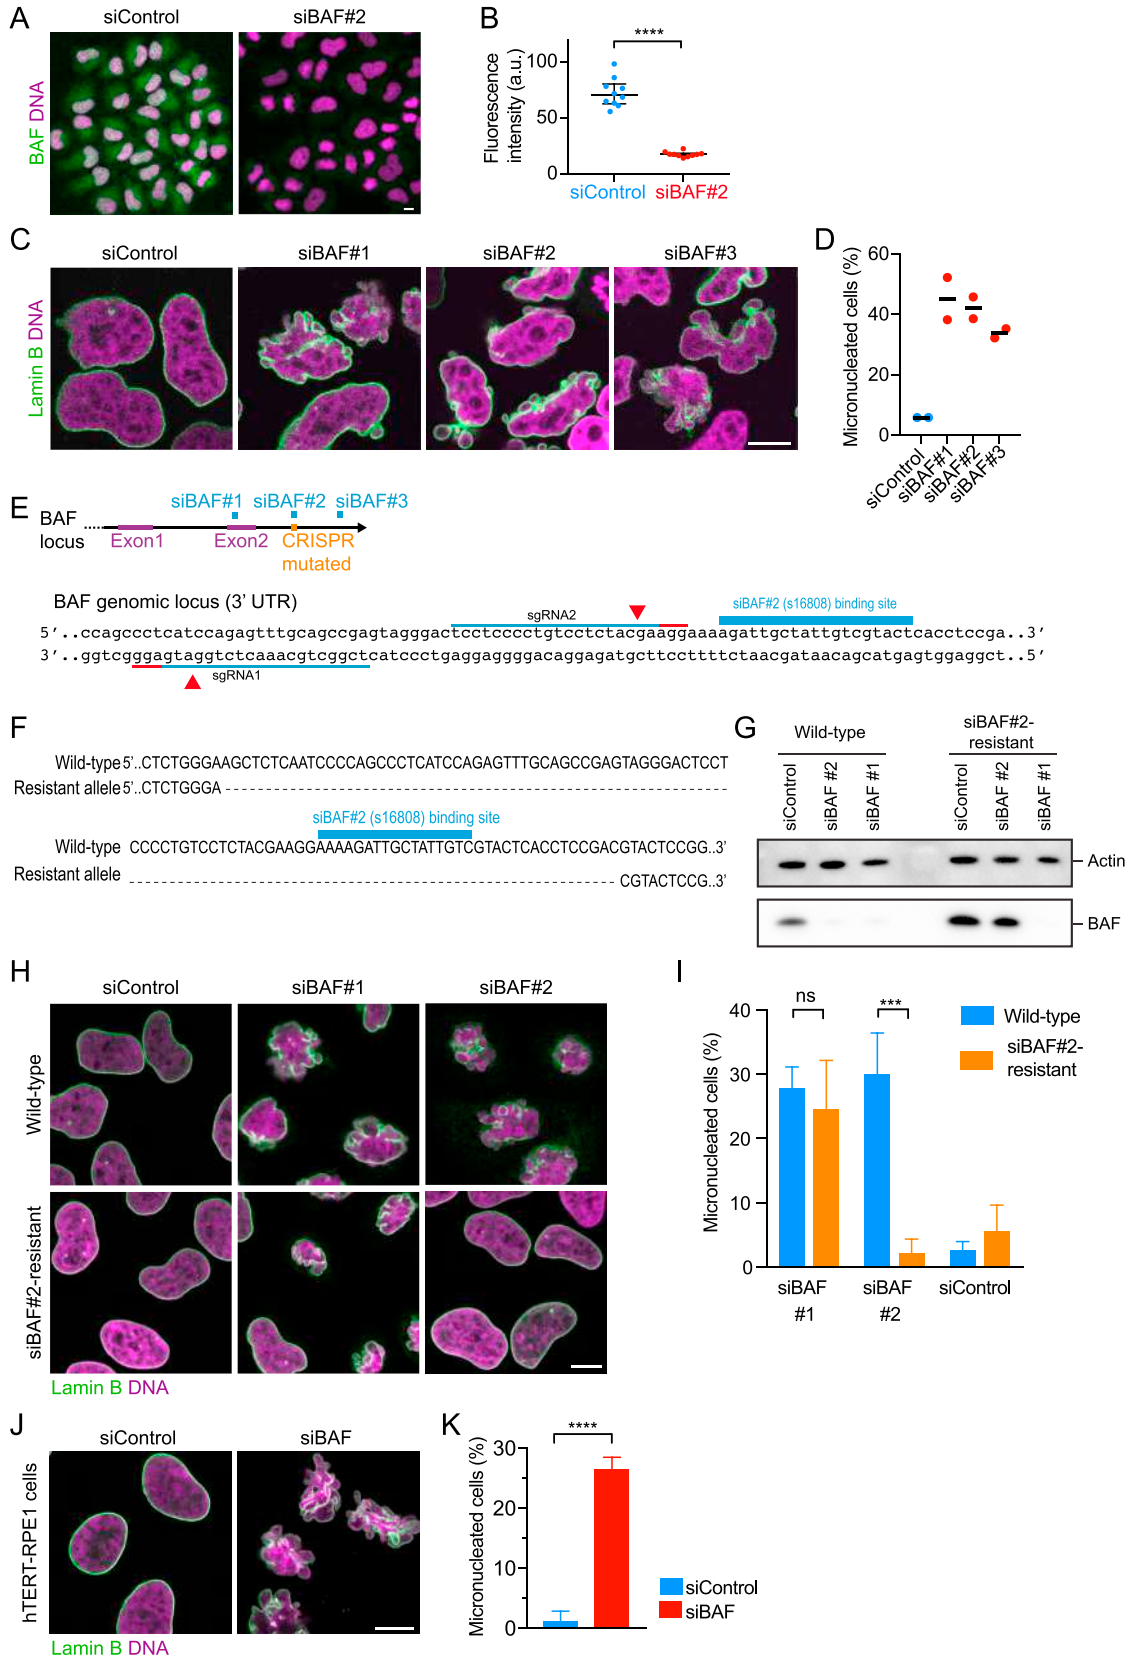 A
siControl
siBAF#2
BAF DNA
B
Fluorescence
intensity (a.u.)
100
50
0
****
siControl
siBAF#2
C
siControl
siBAF#1
siBAF#2
siBAF#3
Lamin B DNA
D
Micronucleated cells (%)
60
40
20
0
siControl
siBAF#1
siBAF#2
siBAF#3
E
BAF
locus
siBAF#1
siBAF#2
siBAF#3
Exon1
Exon2
CRISPR
mutated
BAF genomic locus (3’ UTR)
sgRNA2
siBAF#2 (s16808) binding site
5’..ccagccctcatccagagtttgcagccgagtagggactcctcccctgtcctctacgaaggaaaagattgctattgtcgtactcacctccga..3’
3’..ggtcgggagtaggtctcaaacgtcggctcatccctgaggaggggacaggagatgcttccttttctaacgataacagcatgagtggaggct..5’
sgRNA1
F
Wild-type 5’..CTCTGGGAAGCTCTCAATCCCCAGCCCTCATCCAGAGTTTGCAGCCGAGTAGGGACTCCT
Resistant allele 5’..CTCTGGGA
siBAF#2 (s16808) binding site
Wild-type CCCCTGTCCTCTACGAAGGAAAAGATTGCTATTGTCGTACTCACCTCCGACGTACTCCGG..3’
Resistant allele
CGTACTCCG..3’
G
Wild-type
siBAF#2-
resistant
siControl
siBAF #2
siBAF #1
siControl
siBAF #2
siBAF #1
Actin
BAF
H
siControl
siBAF#1
siBAF#2
Wild-type
siBAF#2-resistant
Lamin B DNA
I
Micronucleated cells (%)
40
30
20
10
0
ns
***
Wild-type
siBAF#2-
resistant
siBAF
#1
siBAF
#2
siControl
J
siControl
siBAF
hTERT-RPE1 cells
Lamin B DNA
K
Micronucleated cells (%)
30
20
10
0
****
siControl
siBAF